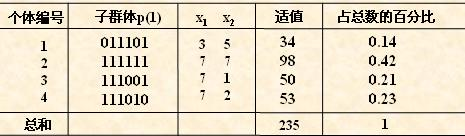 个体编号 子群体p(1) x₁ x₂ 适值 占总数的百分比
1 011101 3 5 34 0.14
2 111111 7 7 98 0.42
3 111001 7 1 50 0.21
4 111010 7 2 53 0.23
总和 235 1